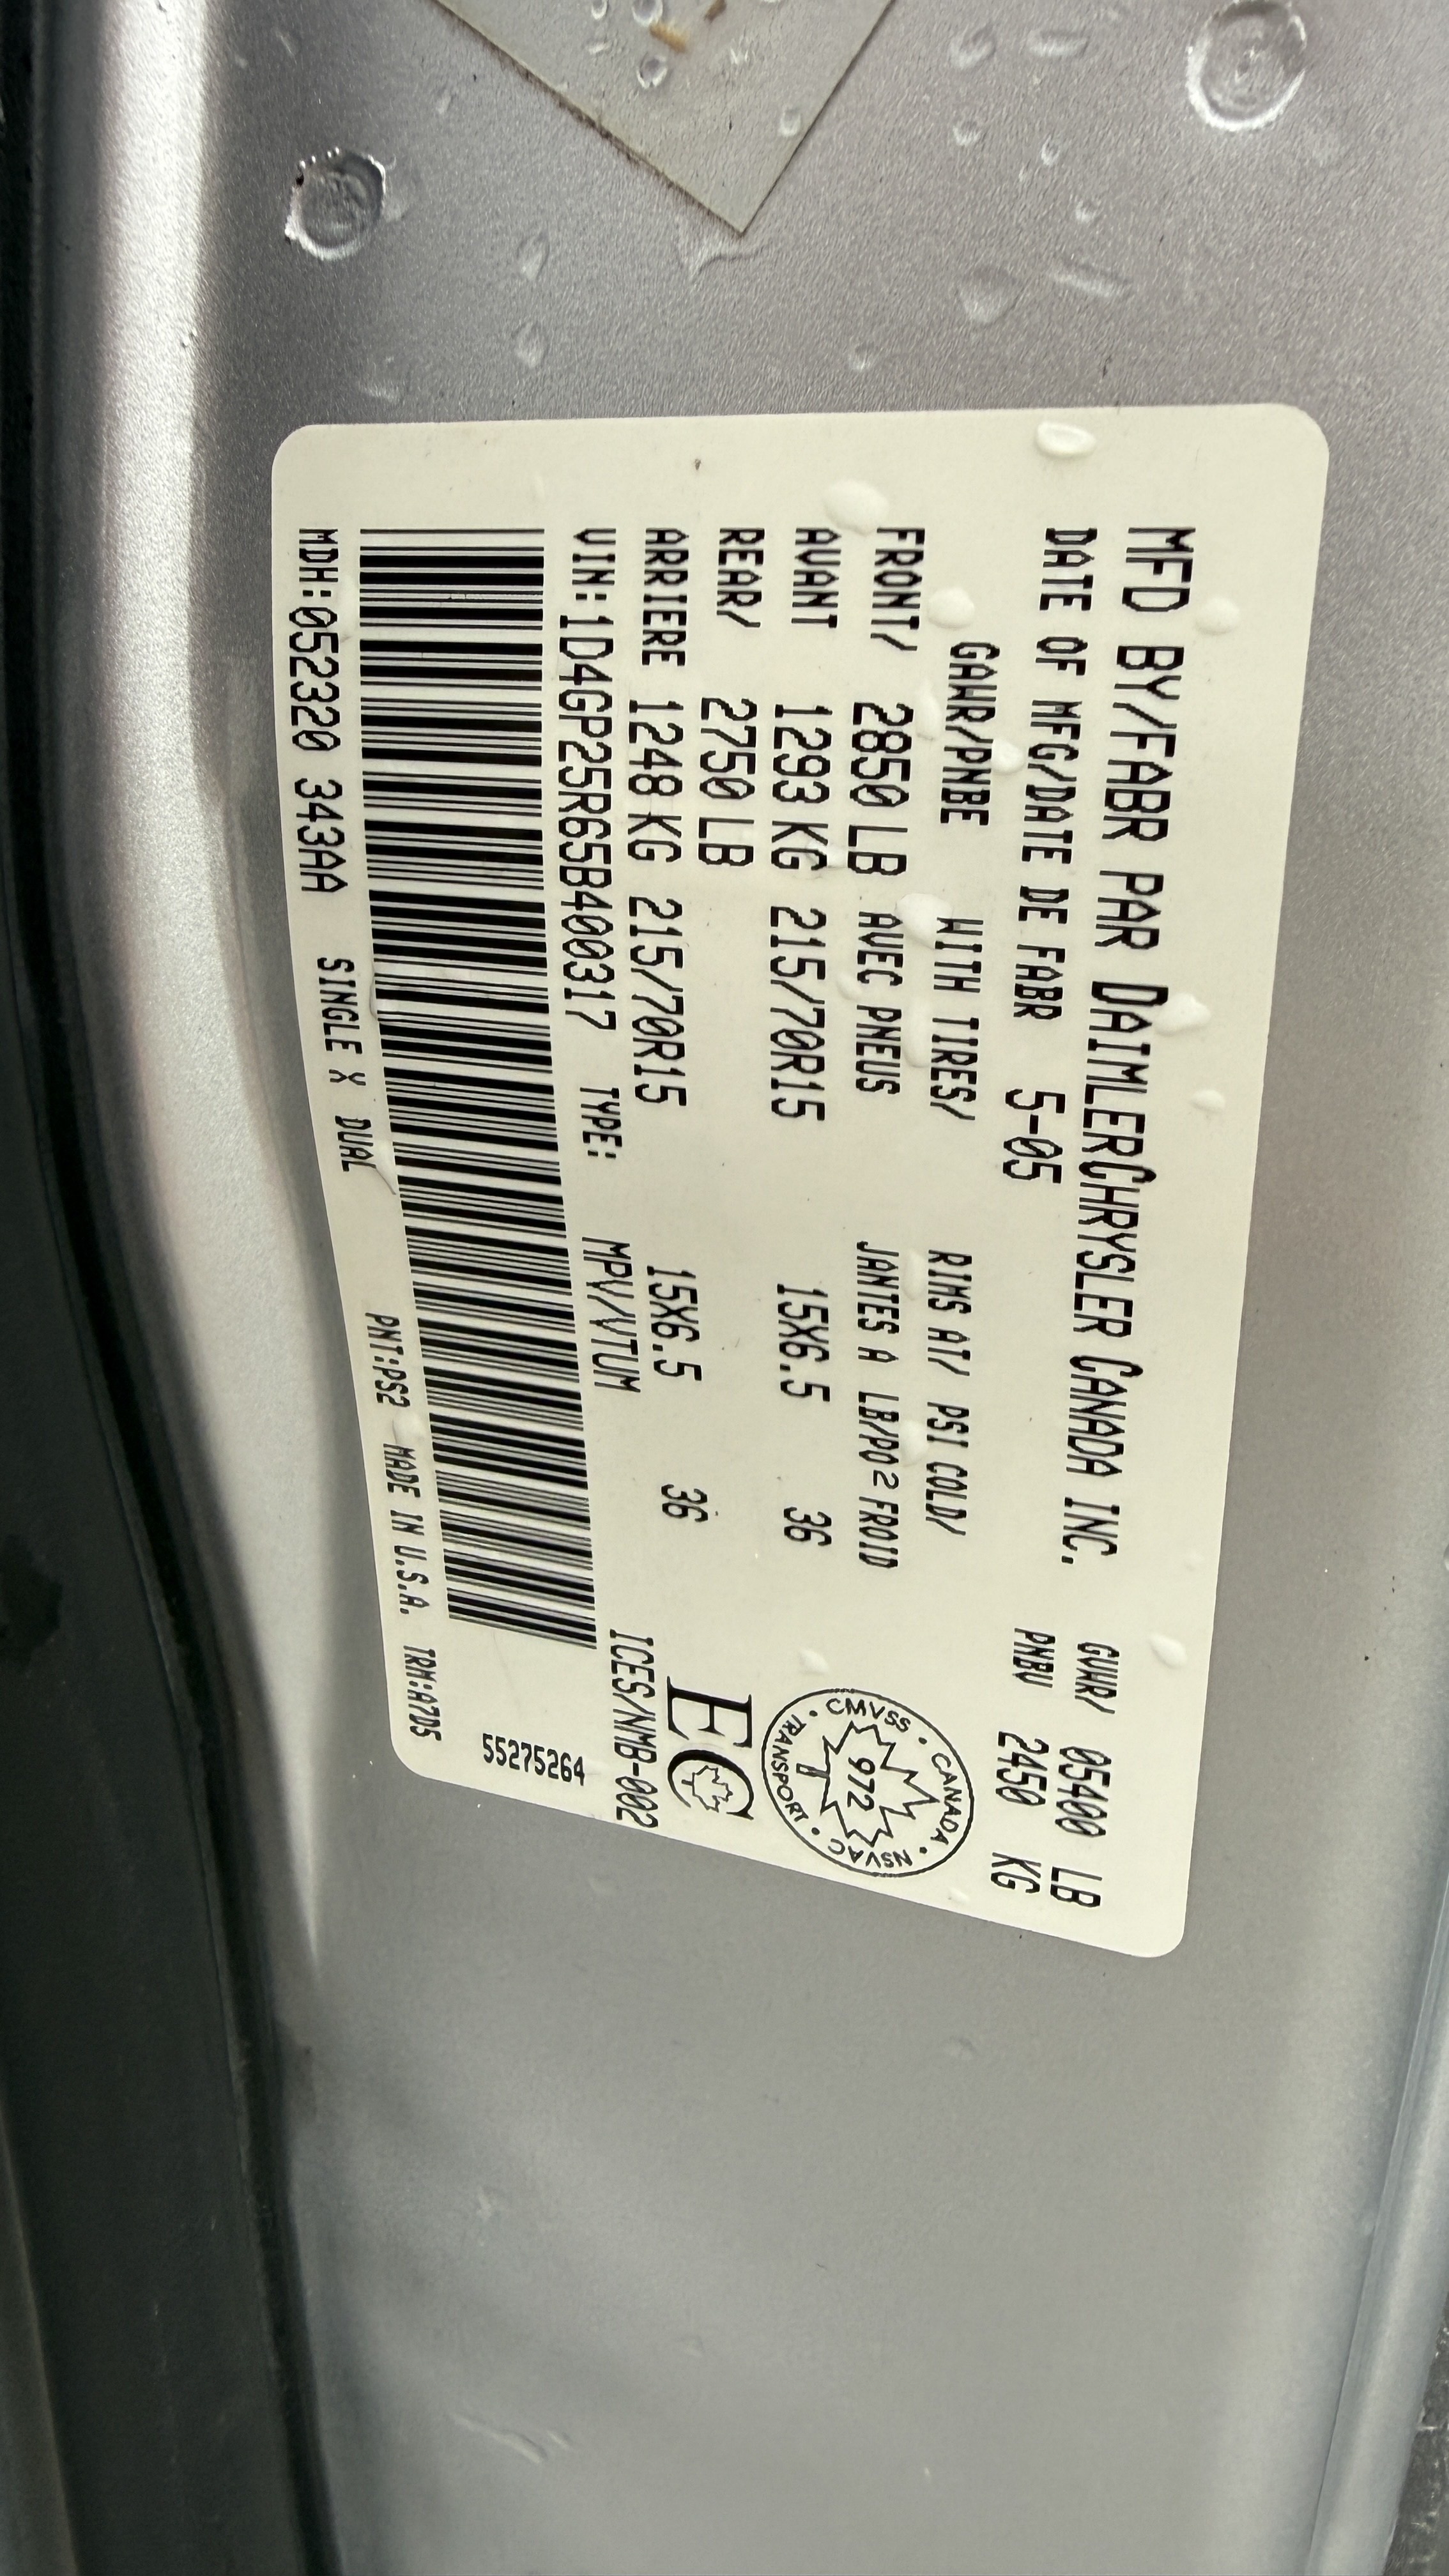 MFD BY/FABR PAR DAIMLERCHRYSLER CANADA INC.
DATE OF MFG/DATE DE FABR 5-05
GVWR/ 05400 LB
PNBV 2450 KG
GAWR/PNBE WITH TIRES/ RIMS AT/ PSI COLD/
FRONT/ 2850 LB AVEC PNEUS JANTES A LB/PO² FROID
AVANT 1293 KG 215/70R15 15X6.5 36
REAR/ 2750 LB
ARRIERE 1248 KG 215/70R15 15X6.5 36
CMVSS · CANADA · NSVAC · TRANSPORT ·
972
EC
VIN: 1D4GP25R65B400317 TYPE: MPV/VTUM ICES/NMB-002
55275264
MDH:052320 343AA SINGLE X DUAL PNT:PS2 MADE IN U.S.A. TRM:A7D5